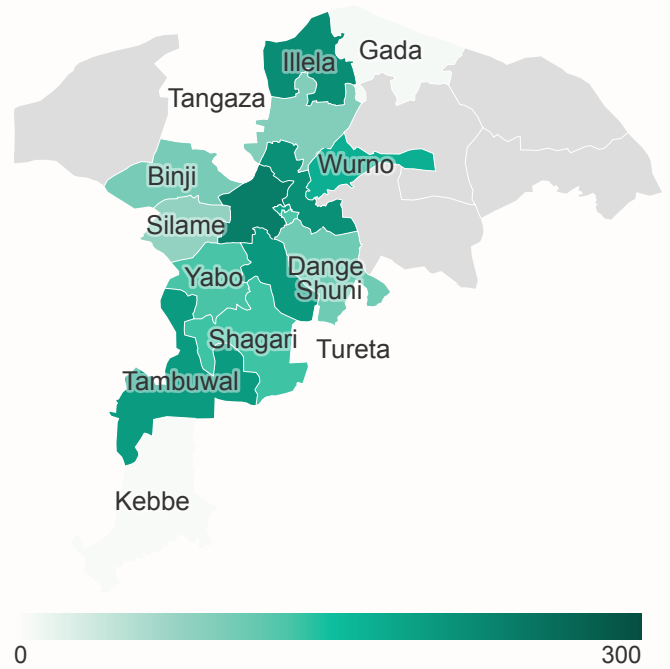 Illela
Gada
Tangaza
Wurno
Binji
Silame
Dange
Shuni
Yabo
Shagari
Tureta
Tambuwal
Kebbe
0
300